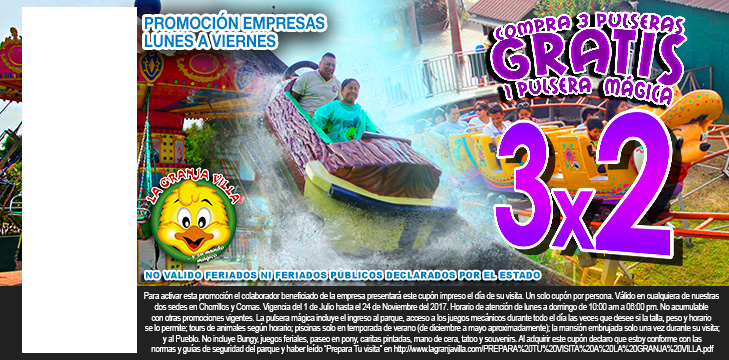 PROMOCIÓN EMPRESAS
LUNES A VIERNES
COMPRA 3 PULSERAS
GRATIS
1 PULSERA MÁGICA
3x2
LA GRANJA VILLA
...y su mundo
mágico
NO VALIDO FERIADOS NI FERIADOS PÚBLICOS DECLARADOS POR EL ESTADO
Para activar esta promoción el colaborador beneficiado de la empresa presentará este cupón impreso el día de su visita. Un solo cupón por persona. Válido en cualquiera de nuestras
dos sedes en Chorrillos y Comas. Vigencia del 1 de Julio hasta el 24 de Noviembre del 2017. Horario de atención de lunes a domingo de 10:00 am a 06:00 pm. No acumulable
con otras promociones vigentes. La pulsera mágica incluye el ingreso al parque, acceso a los juegos mecánicos durante todo el día las veces que desee si la talla, peso y horario
se lo permite; tours de animales según horario; piscinas solo en temporada de verano (de diciembre a mayo aproximadamente); la mansión embrujada solo una vez durante su visita;
y al Pueblo. No incluye Bungy, juegos feriales, paseo en pony, caritas pintadas, mano de cera, tatoo y souvenirs. Al adquirir este cupón declaro que estoy conforme con las
normas y guías de seguridad del parque y haber leído "Prepara Tu visita" en http://www.lagranjavilla.com/PREPARA%20TU%20VISITA%20A%20LA%20GRANJA%20VILLA.pdf